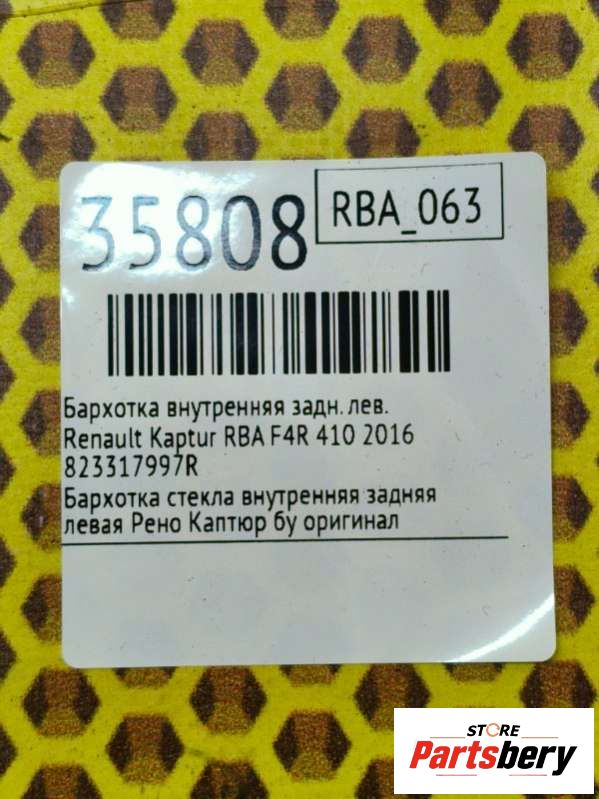 35808
RBA_063
Бархотка внутренняя задн. лев.
Renault Kaptur RBA F4R 410 2016
823317997R
Бархотка стекла внутренняя задняя
левая Рено Каптюр бу оригинал
STORE
Partsbery